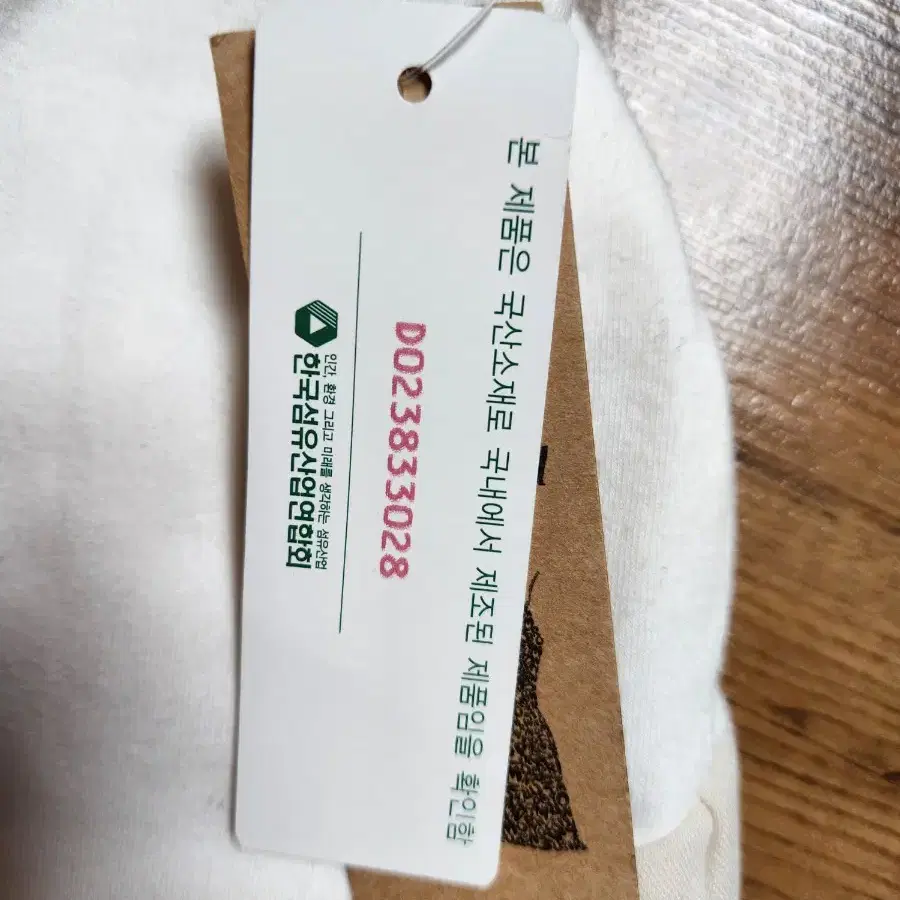 본 제품은 국산소재로 국내에서 제조된 제품임을 확인함
D023833028
인간, 환경 그리고 미래를 생각하는 섬유산업
한국섬유산업연합회